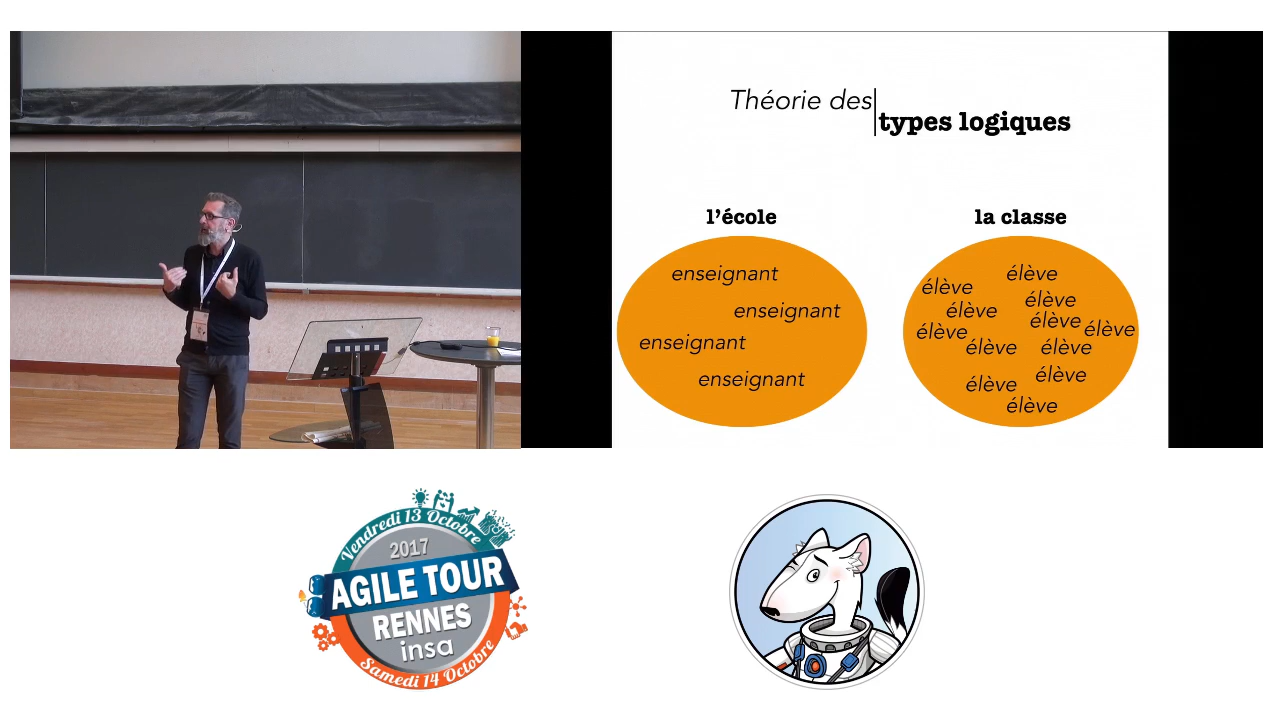 Théorie des
types logiques
l'école
la classe
enseignant
enseignant
enseignant
enseignant
élève
élève
élève
élève
élève
élève
élève
élève
élève
élève
élève
élève
Vendredi 13 Octobre
2017
AGILE TOUR
RENNES
insa
Samedi 14 Octobre